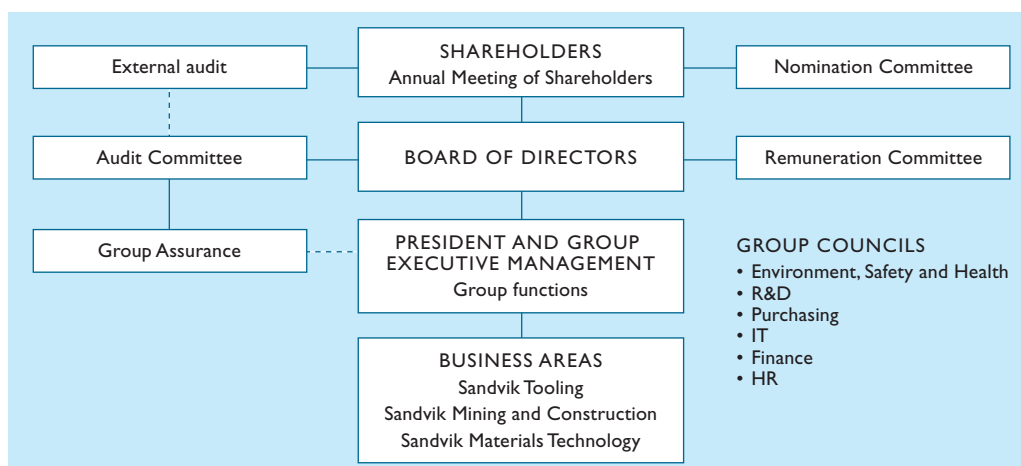 External audit
SHAREHOLDERS
Annual Meeting of Shareholders
Nomination Committee
Audit Committee
BOARD OF DIRECTORS
Remuneration Committee
Group Assurance
PRESIDENT AND GROUP
EXECUTIVE MANAGEMENT
Group functions
GROUP COUNCILS
• Environment, Safety and Health
• R&D
• Purchasing
• IT
• Finance
• HR
BUSINESS AREAS
Sandvik Tooling
Sandvik Mining and Construction
Sandvik Materials Technology